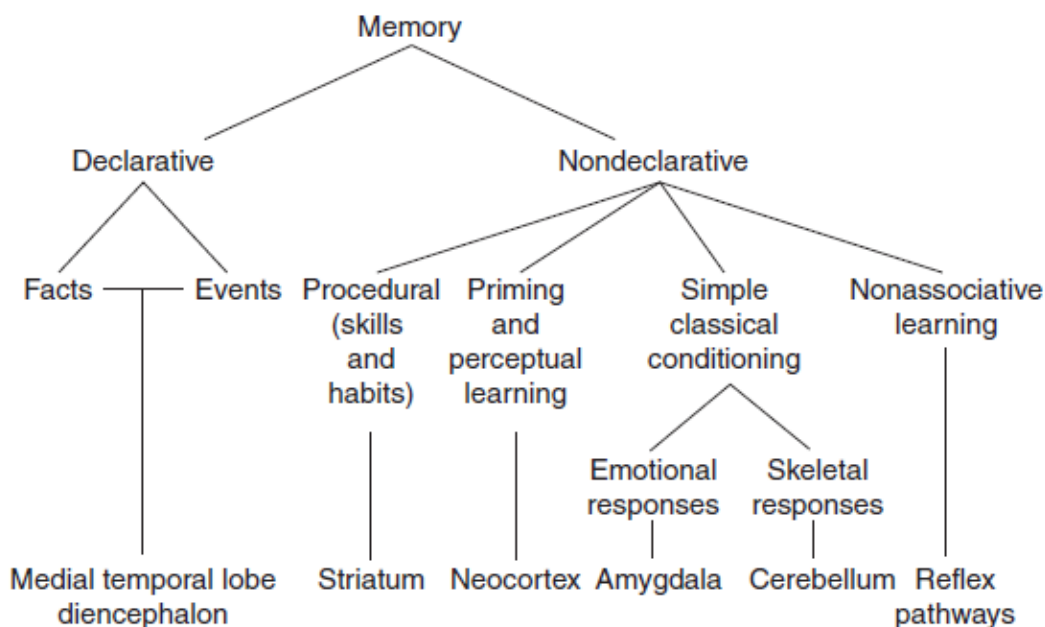 Memory
Declarative
Nondeclarative
Facts
Events
Procedural
(skills
and
habits)
Priming
and
perceptual
learning
Simple
classical
conditioning
Nonassociative
learning
Emotional
responses
Skeletal
responses
Medial temporal lobe
diencephalon
Striatum
Neocortex
Amygdala
Cerebellum
Reflex
pathways